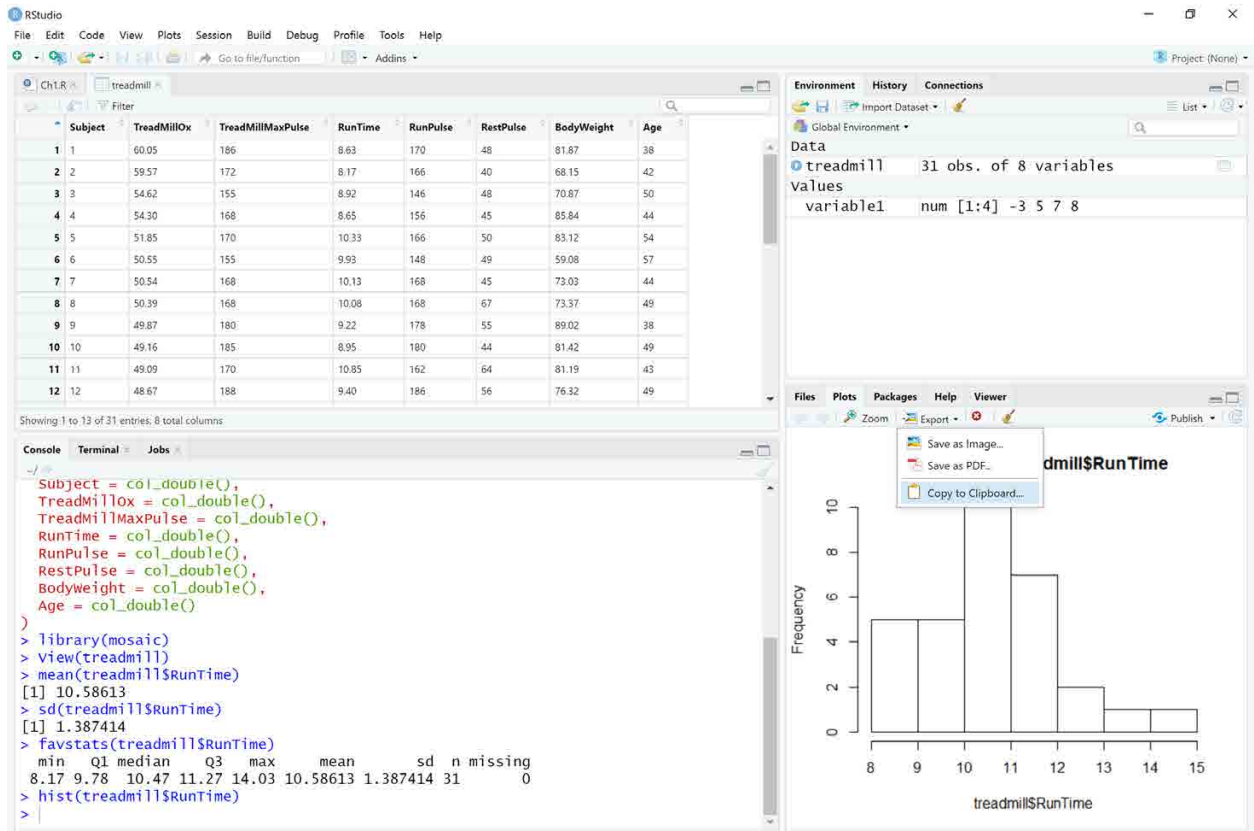 RStudio
File Edit Code View Plots Session Build Debug Profile Tools Help
Go to file/function Addins Project: (None)
Ch1.R treadmill
Filter
Subject TreadMillOx TreadMillMaxPulse RunTime RunPulse RestPulse BodyWeight Age
1 1 60.05 186 8.63 170 48 81.87 38
2 2 59.57 172 8.17 166 40 68.15 42
3 3 54.62 155 8.92 146 48 70.87 50
4 4 54.30 168 8.65 156 45 85.84 44
5 5 51.85 170 10.33 166 50 83.12 54
6 6 50.55 155 9.93 148 49 59.08 57
7 7 50.54 168 10.13 168 45 73.03 44
8 8 50.39 168 10.08 168 67 73.37 49
9 9 49.87 180 9.22 178 55 89.02 38
10 10 49.16 185 8.95 180 44 81.42 49
11 11 49.09 170 10.85 162 64 81.19 43
12 12 48.67 188 9.40 186 56 76.32 49
Showing 1 to 13 of 31 entries, 8 total columns
Console Terminal Jobs
~/
Subject = col_double(),
TreadMillOx = col_double(),
TreadMillMaxPulse = col_double(),
RunTime = col_double(),
RunPulse = col_double(),
RestPulse = col_double(),
BodyWeight = col_double(),
Age = col_double()
)
> library(mosaic)
> View(treadmill)
> mean(treadmill$RunTime)
[1] 10.58613
> sd(treadmill$RunTime)
[1] 1.387414
> favstats(treadmill$RunTime)
min Q1 median Q3 max mean sd n missing
8.17 9.78 10.47 11.27 14.03 10.58613 1.387414 31 0
> hist(treadmill$RunTime)
>
Environment History Connections
Import Dataset List
Global Environment
Data
treadmill 31 obs. of 8 variables
Values
variable1 num [1:4] -3 5 7 8
Files Plots Packages Help Viewer
Zoom Export Publish
Save as Image...
Save as PDF...
Copy to Clipboard...
dmill$RunTime
Frequency
10
8
6
4
2
0
8 9 10 11 12 13 14 15
treadmill$RunTime